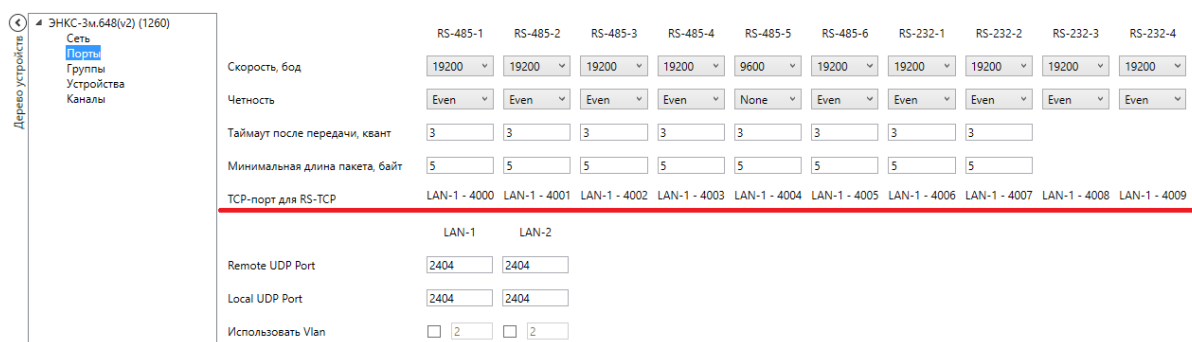 ЭНКС-3м.648(v2) (1260)
Сеть
Порты
Группы
Устройства
Каналы
Дерево устройств
RS-485-1 RS-485-2 RS-485-3 RS-485-4 RS-485-5 RS-485-6 RS-232-1 RS-232-2 RS-232-3 RS-232-4
Скорость, бод 19200 19200 19200 19200 9600 19200 19200 19200 19200 19200
Четность Even Even Even Even None Even Even Even Even Even
Таймаут после передачи, квант 3 3 3 3 3 3 3 3
Минимальная длина пакета, байт 5 5 5 5 5 5 5 5
TCP-порт для RS-TCP LAN-1 - 4000 LAN-1 - 4001 LAN-1 - 4002 LAN-1 - 4003 LAN-1 - 4004 LAN-1 - 4005 LAN-1 - 4006 LAN-1 - 4007 LAN-1 - 4008 LAN-1 - 4009
LAN-1 LAN-2
Remote UDP Port 2404 2404
Local UDP Port 2404 2404
Использовать Vlan 2 2